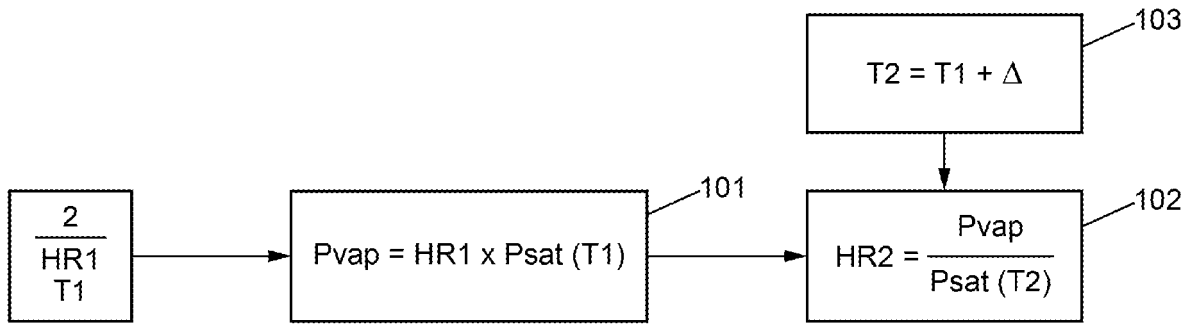 103
T2 = T1 + Δ
101
102
2
HR1
T1
Pvap = HR1 x Psat (T1)
HR2 = Pvap
Psat (T2)